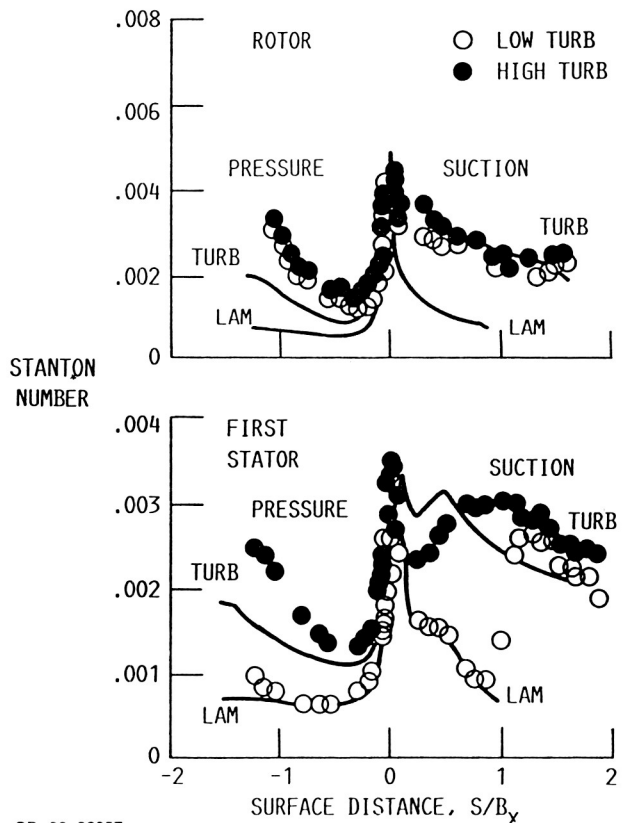 .008
ROTOR
LOW TURB
HIGH TURB
.006
PRESSURE
SUCTION
.004
TURB
TURB
.002
LAM
LAM
0
STANTON
NUMBER
.004
FIRST
STATOR
SUCTION
.003
PRESSURE
TURB
TURB
.002
.001
LAM
LAM
0
-2
-1
0
1
2
SURFACE DISTANCE, S/Bx